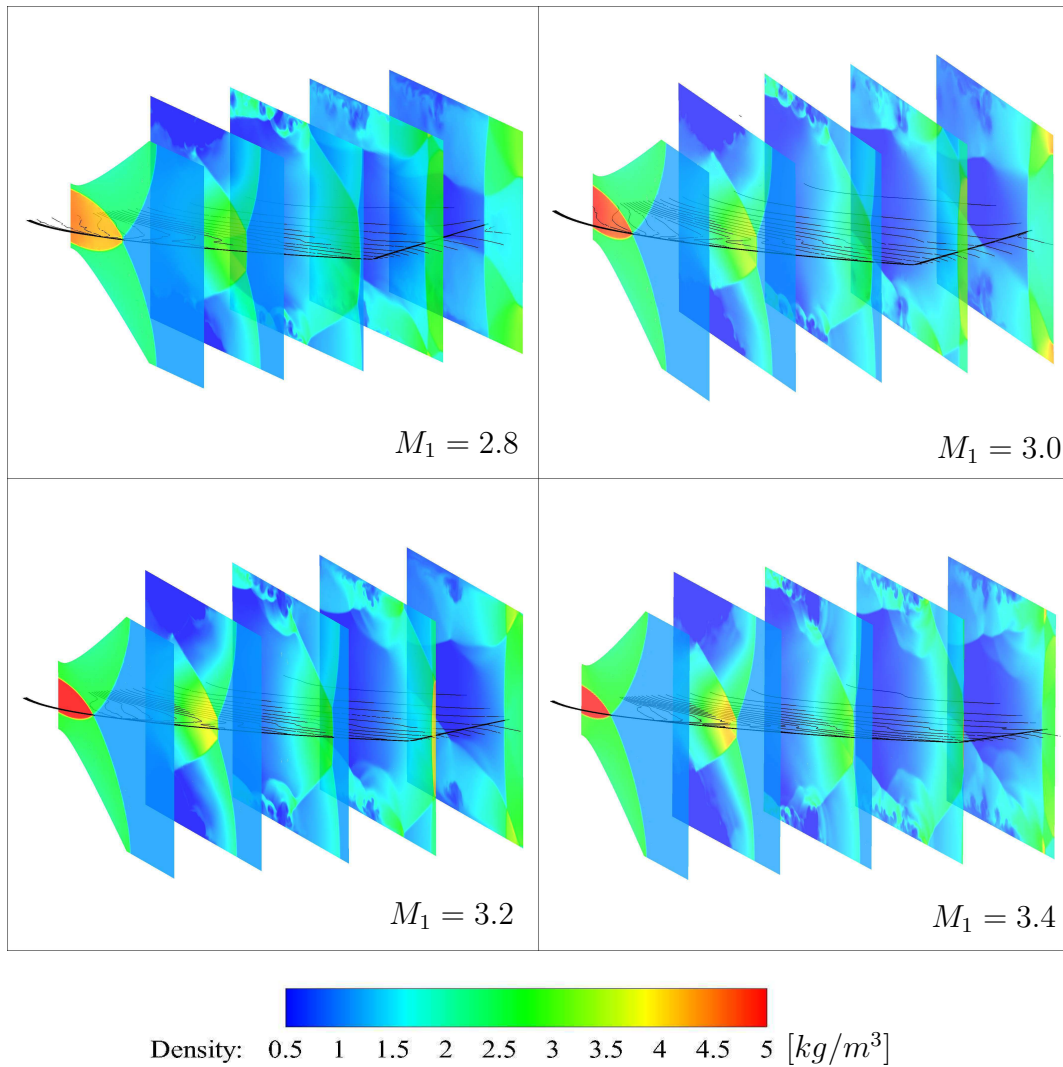 M₁ = 2.8
M₁ = 3.0
M₁ = 3.2
M₁ = 3.4
Density: 0.5 1 1.5 2 2.5 3 3.5 4 4.5 5 [kg/m³]